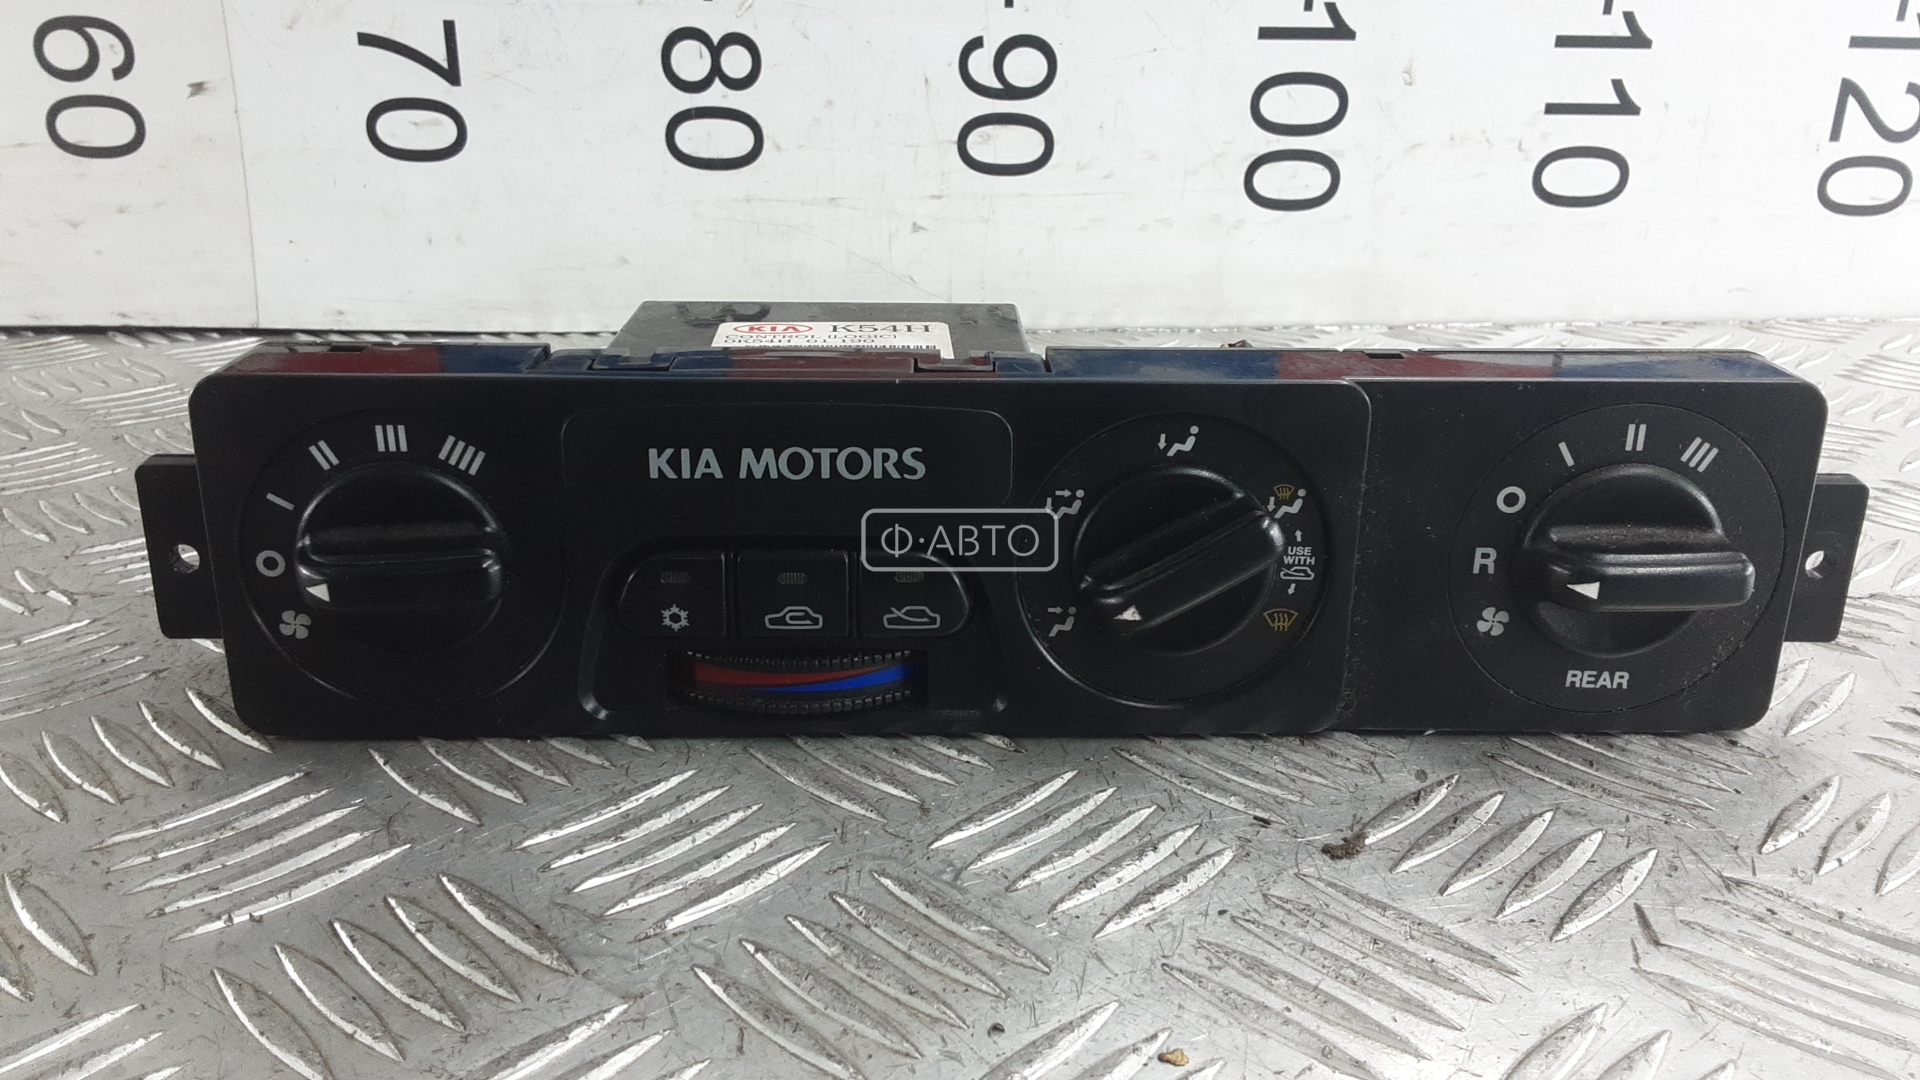 60
70
-80
-90
-100
-110
-120
KIA K54H
KIA MOTORS
Ф·АВТО
USE
WITH
O
R
REAR